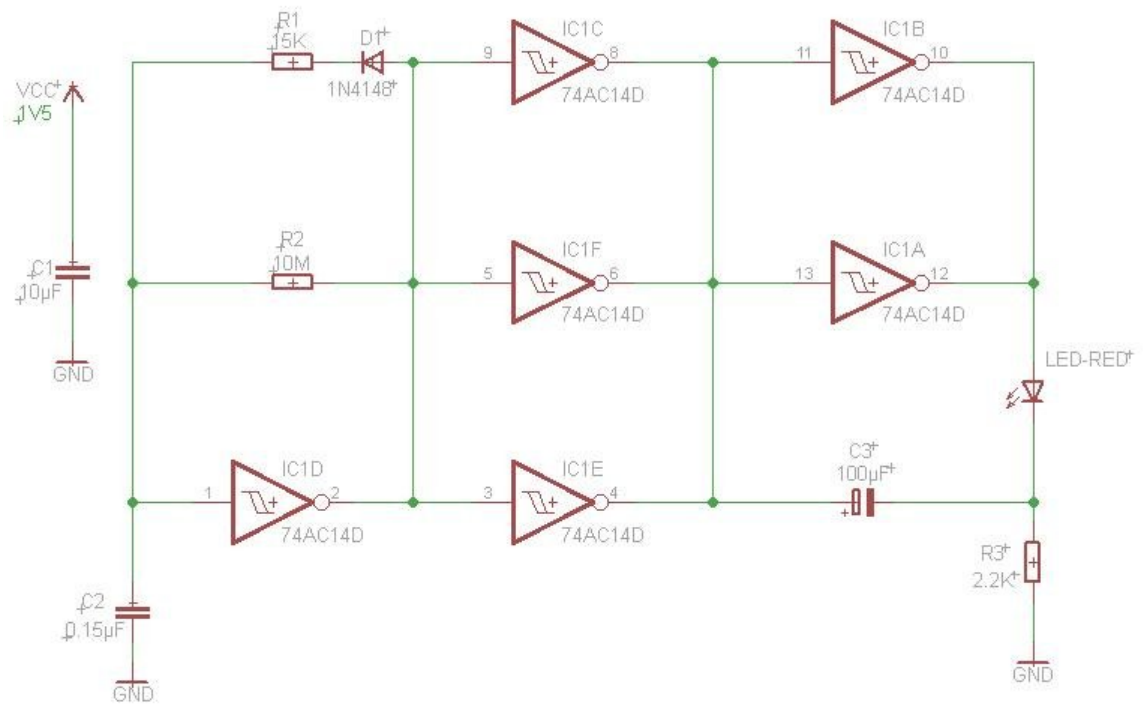 R1
15K
D1
1N4148
9
IC1C
8
74AC14D
11
IC1B
10
74AC14D
VCC
1V5
C1
10µF
GND
R2
10M
5
IC1F
6
74AC14D
13
IC1A
12
74AC14D
LED-RED
1
IC1D
2
74AC14D
3
IC1E
4
74AC14D
C3
100µF
R3
2.2K
C2
0.15µF
GND
GND